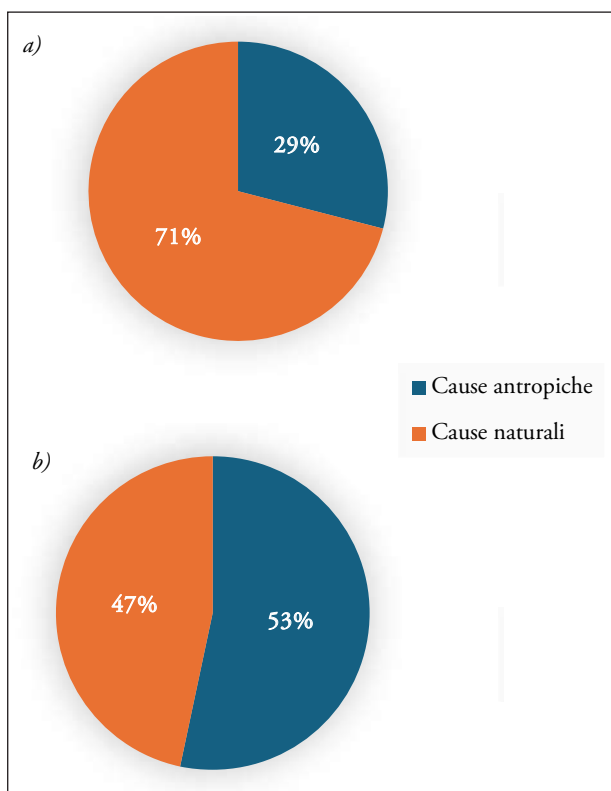 a)
29%
71%
Cause antropiche
Cause naturali
b)
47%
53%